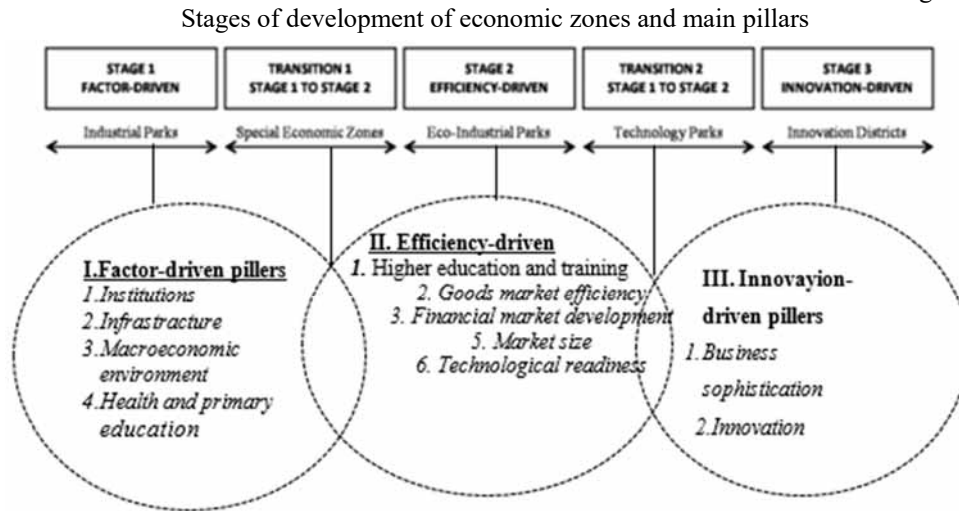 Stages of development of economic zones and main pillars
STAGE 1
FACTOR-DRIVEN
TRANSITION 1
STAGE 1 TO STAGE 2
STAGE 2
EFFICIENCY-DRIVEN
TRANSITION 2
STAGE 1 TO STAGE 2
STAGE 3
INNOVATION-DRIVEN
Industrial Parks
Special Economic Zones
Eco-Industrial Parks
Technology Parks
Innovation Districts
I.Factor-driven pillers
1.Institutions
2.Infrastracture
3.Macroeconomic
environment
4.Health and primary
education
II. Efficiency-driven
1. Higher education and training
2. Goods market efficiency
3. Financial market development
5. Market size
6. Technological readiness
III. Innovayion-
driven pillers
1.Business
sophistication
2.Innovation